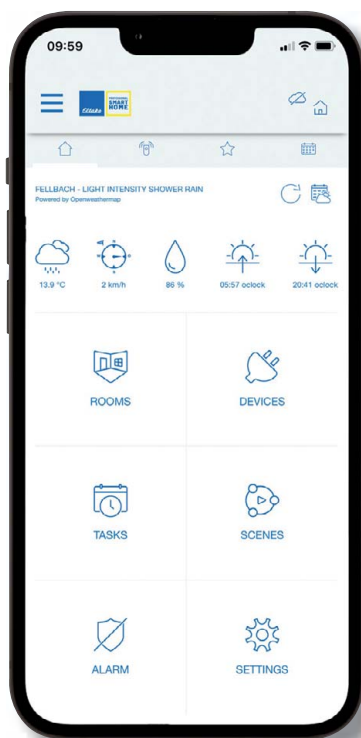 09:59
Eltako
PROFESSIONAL
SMART
HOME
FELLBACH - LIGHT INTENSITY SHOWER RAIN
Powered by Openweathermap
13.9 °C 2 km/h 86 % 05:57 oclock 20:41 oclock
ROOMS DEVICES
TASKS SCENES
ALARM SETTINGS